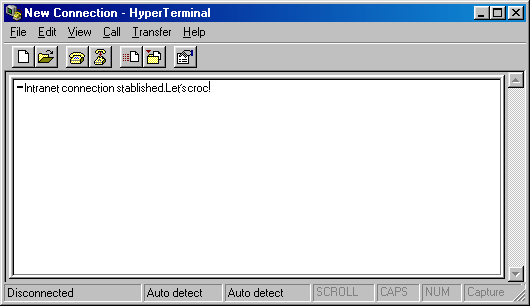 New Connection - HyperTerminal
File Edit View Call Transfer Help
-Intranet connection stablished.Let's croc!
Disconnected Auto detect Auto detect SCROLL CAPS NUM Capture